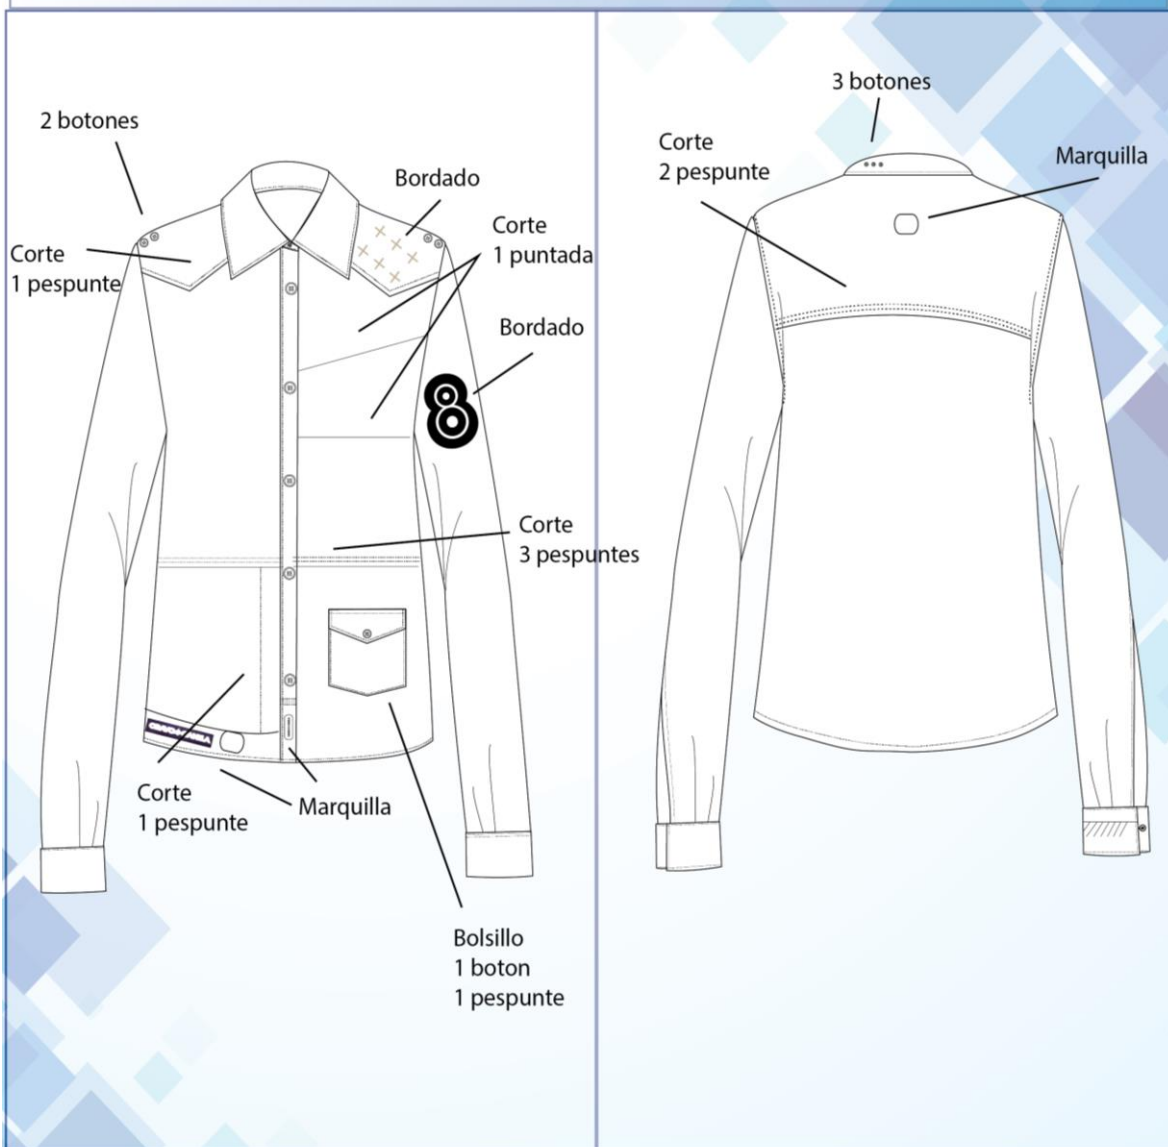 2 botones
Bordado
Corte
1 puntada
Corte
1 pespunte
Bordado
8
Corte
3 pespuntes
Corte
1 pespunte
Marquilla
Bolsillo
1 boton
1 pespunte
3 botones
Corte
2 pespunte
Marquilla